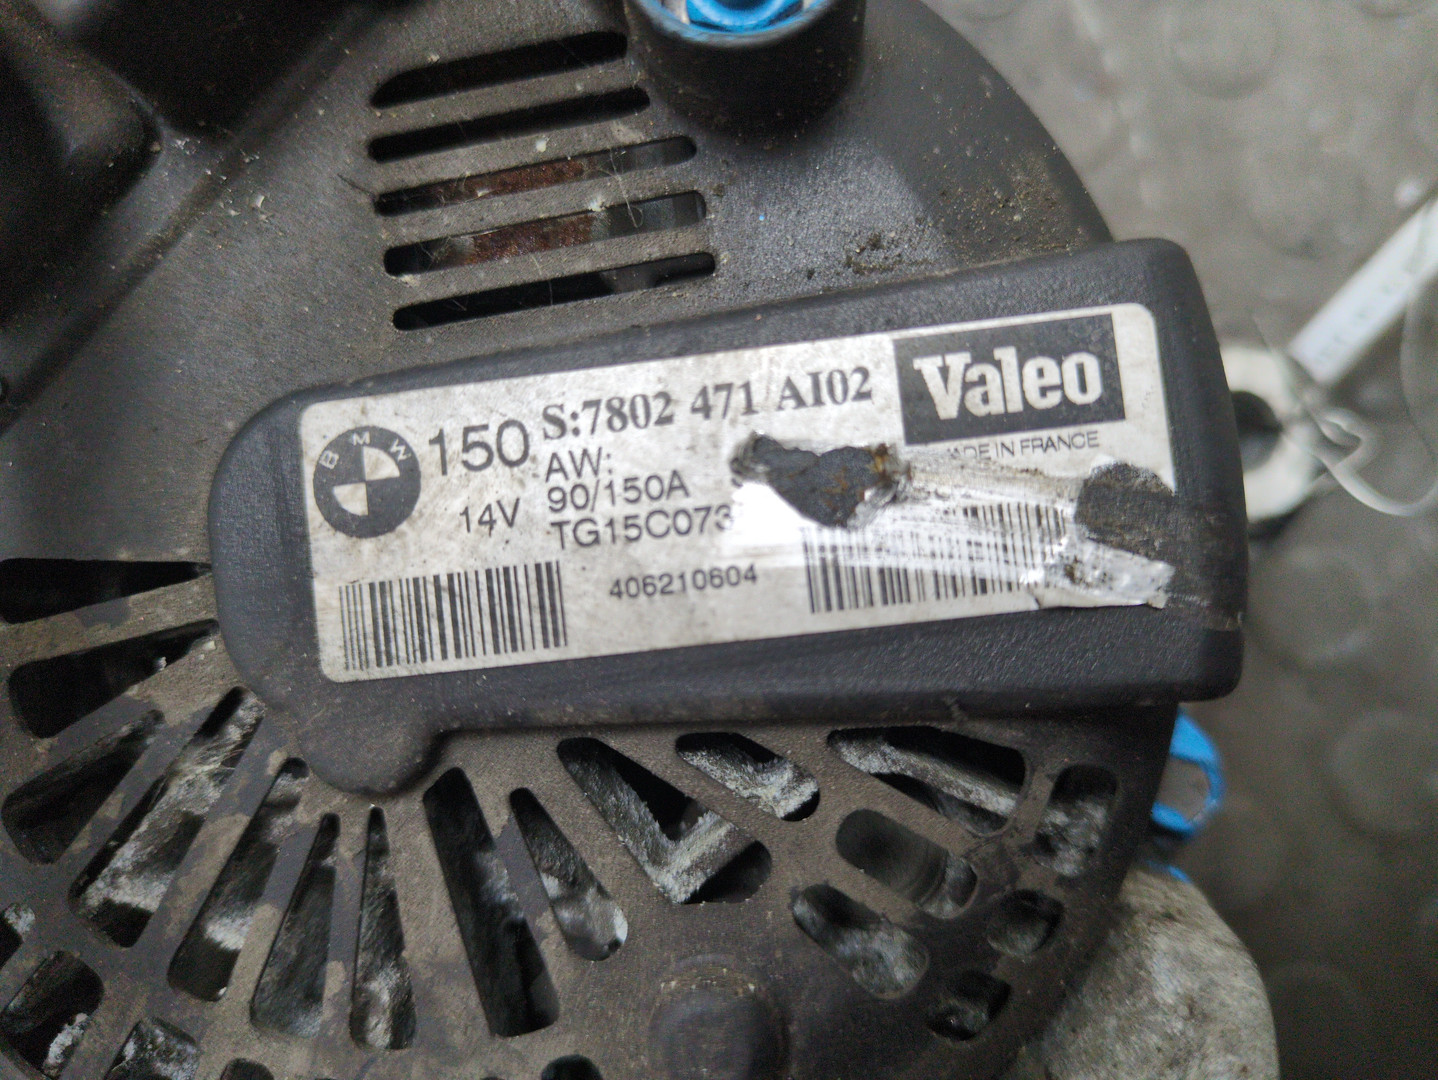 BMW
150
14V
S:7802 471 AI02
AW:
90/150A
TG15C073
406210604
Valeo
MADE IN FRANCE